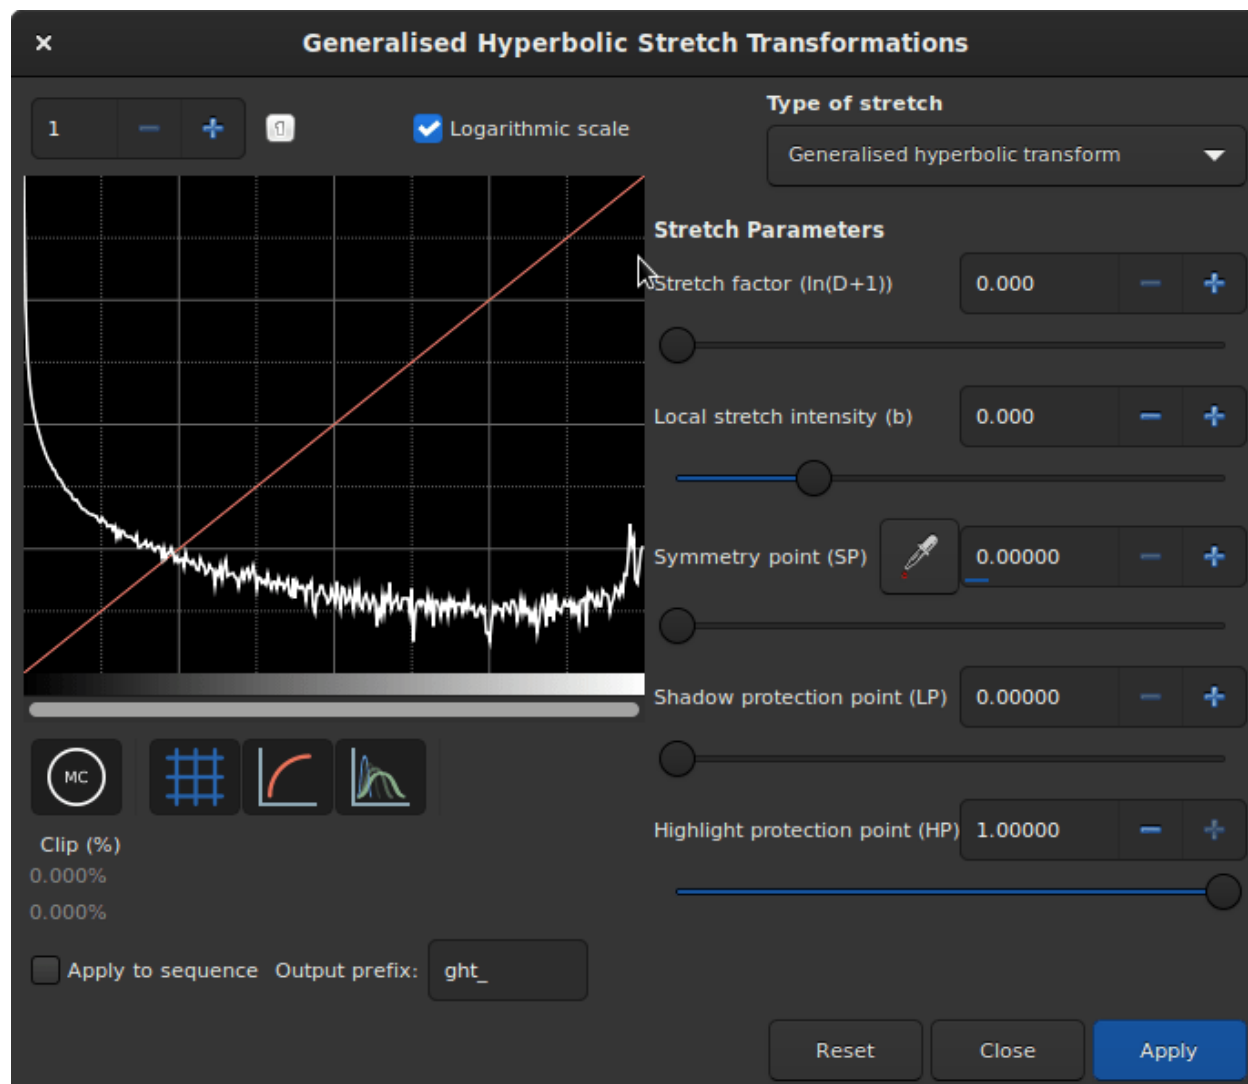 Generalised Hyperbolic Stretch Transformations
1
1
Logarithmic scale
Type of stretch
Generalised hyperbolic transform
Stretch Parameters
Stretch factor (ln(D+1))
0.000
Local stretch intensity (b)
0.000
Symmetry point (SP)
0.00000
Shadow protection point (LP)
0.00000
Highlight protection point (HP)
1.00000
MC
Clip (%)
0.000%
0.000%
Apply to sequence
Output prefix:
ght_
Reset
Close
Apply